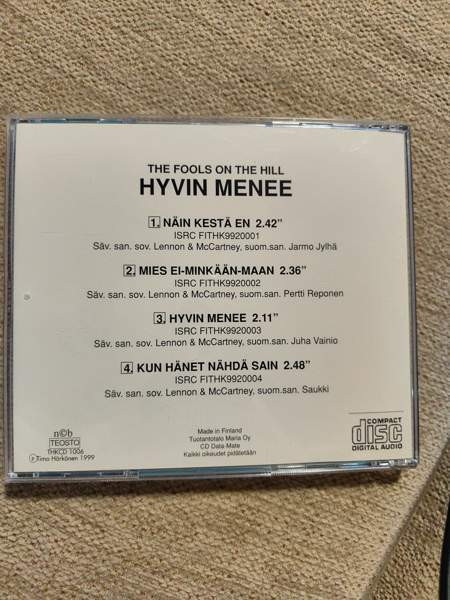 THE FOOLS ON THE HILL
HYVIN MENEE
1. NÄIN KESTÄ EN 2.42”
ISRC FITHK9920001
Säv. san. sov. Lennon & McCartney, suom.san. Jarmo Jylhä
2. MIES EI-MINKÄÄN-MAAN 2.36”
ISRC FITHK9920002
Säv. san. sov. Lennon & McCartney, suom.san. Pertti Reponen
3. HYVIN MENEE 2.11”
ISRC FITHK9920003
Säv. san. sov. Lennon & McCartney, suom.san. Juha Vainio
4. KUN HÄNET NÄHDÄ SAIN 2.48”
ISRC FITHK9920004
Säv. san. sov. Lennon & McCartney, suom.san. Saukki
n©b
TEOSTO
THKCD 1006
℗ Timo Hörkönen 1999
Made in Finland
Tuotantotalo Maria Oy
CD Data Mate
Kaikki oikeudet pidätetään
COMPACT
disc
DIGITAL AUDIO